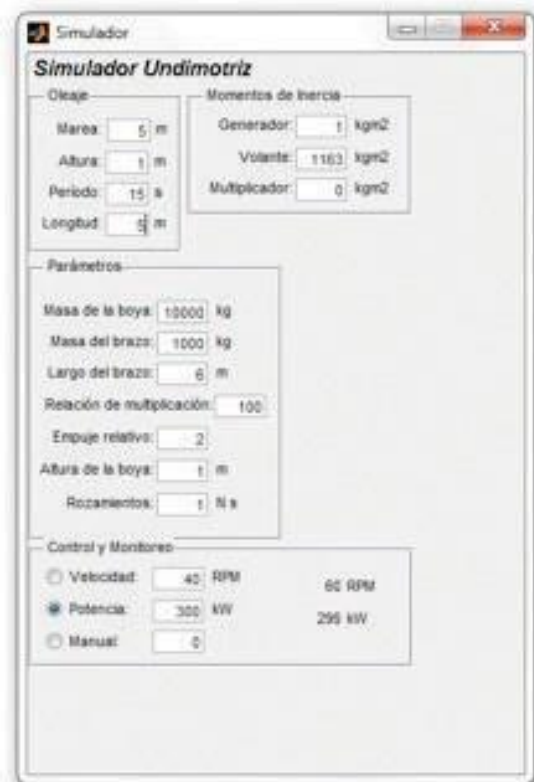 Simulador
Simulador Undimotriz
Oleaje
Marea: 5 m
Altura: 1 m
Período: 15 s
Longitud: 5 m
Momentos de Inercia
Generador: 1 kgm2
Volante: 1163 kgm2
Multiplicador: 0 kgm2
Parámetros
Masa de la boya: 10000 kg
Masa del brazo: 1000 kg
Largo del brazo: 6 m
Relación de multiplicación: 100
Empuje relativo: 2
Altura de la boya: 1 m
Rozamientos: 1 N s
Control y Monitoreo
Velocidad: 40 RPM 60 RPM
Potencia: 300 kW 295 kW
Manual: 0